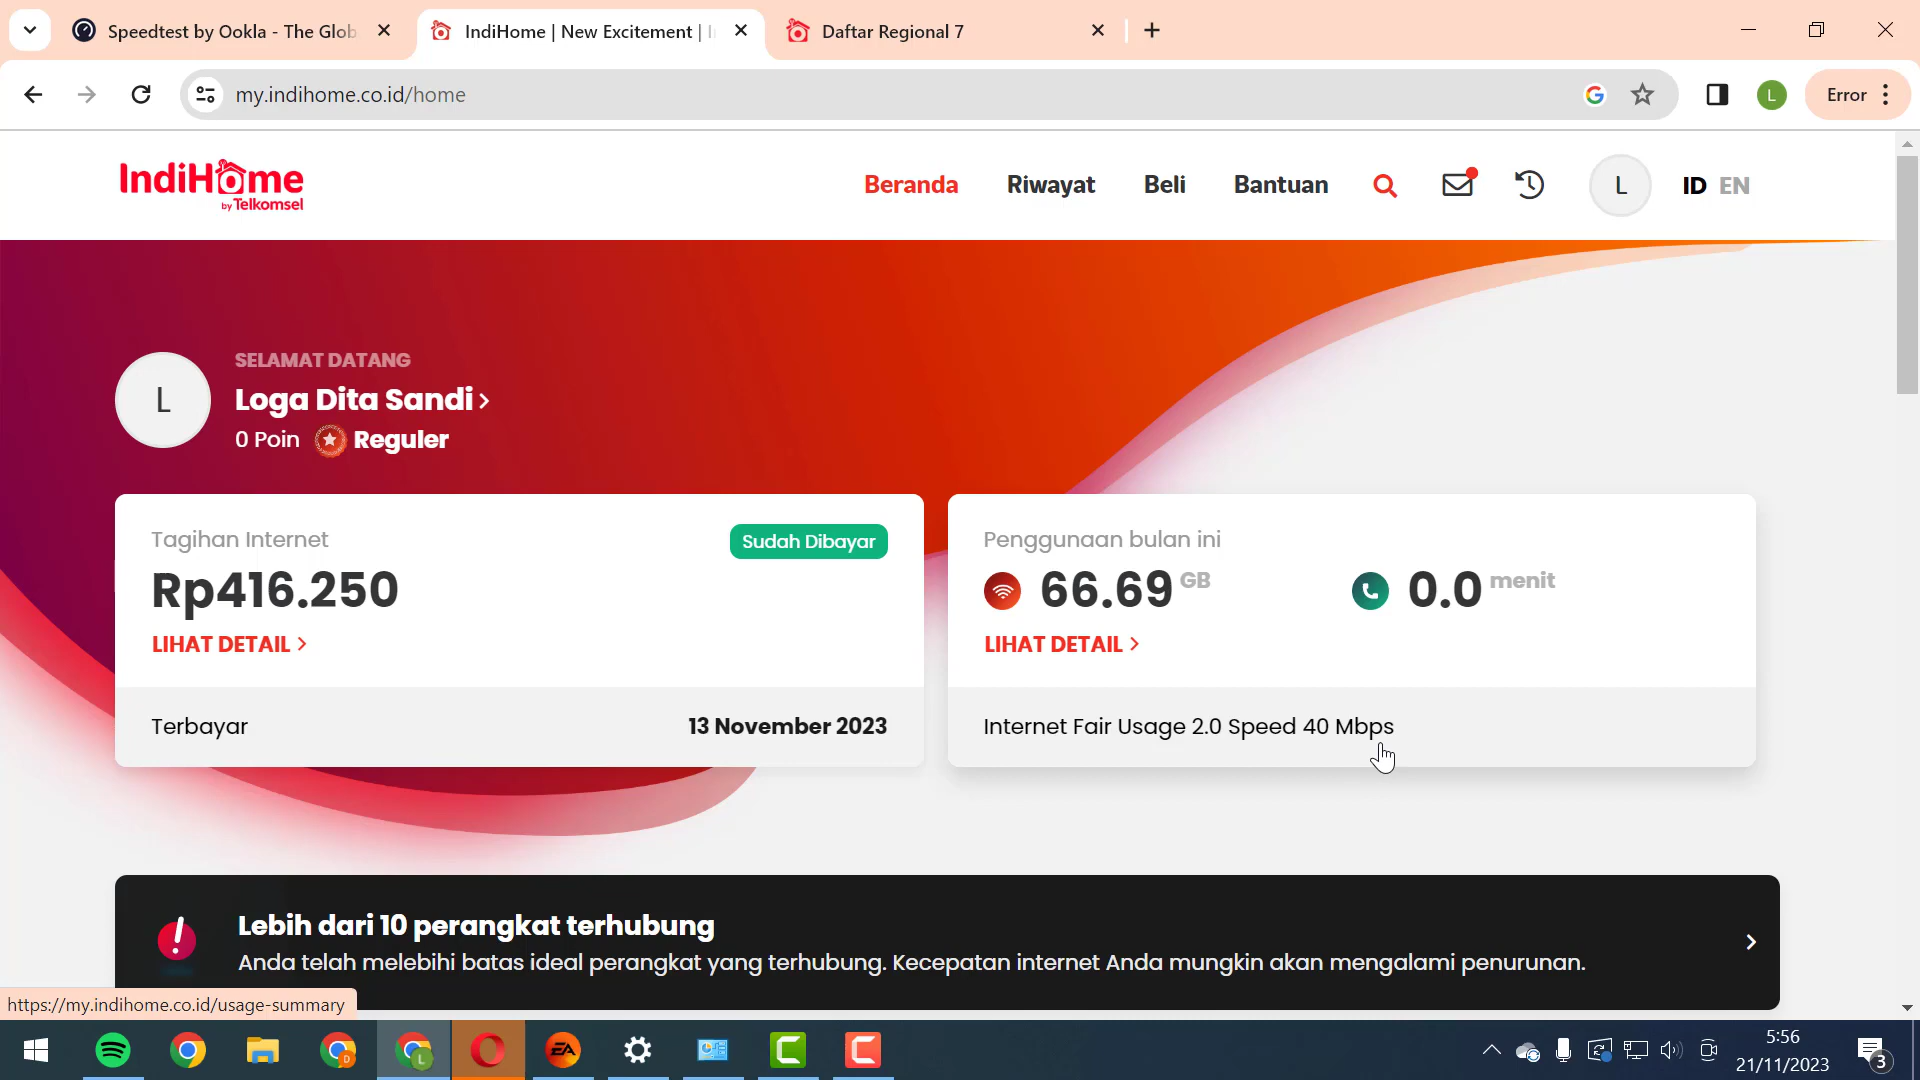 Speedtest by Ookla - The Glob
IndiHome | New Excitement |
Daftar Regional 7
my.indihome.co.id/home
L
Error
IndiHome
by Telkomsel
Beranda
Riwayat
Beli
Bantuan
L
ID EN
L
SELAMAT DATANG
Loga Dita Sandi
0 Poin
Reguler
Tagihan Internet
Sudah Dibayar
Rp416.250
LIHAT DETAIL
Terbayar
13 November 2023
Penggunaan bulan ini
66.69 GB
0.0 menit
LIHAT DETAIL
Internet Fair Usage 2.0 Speed 40 Mbps
Lebih dari 10 perangkat terhubung
Anda telah melebihi batas ideal perangkat yang terhubung. Kecepatan internet Anda mungkin akan mengalami penurunan.
https://my.indihome.co.id/usage-summary
D
L
EA
5:56
21/11/2023
3